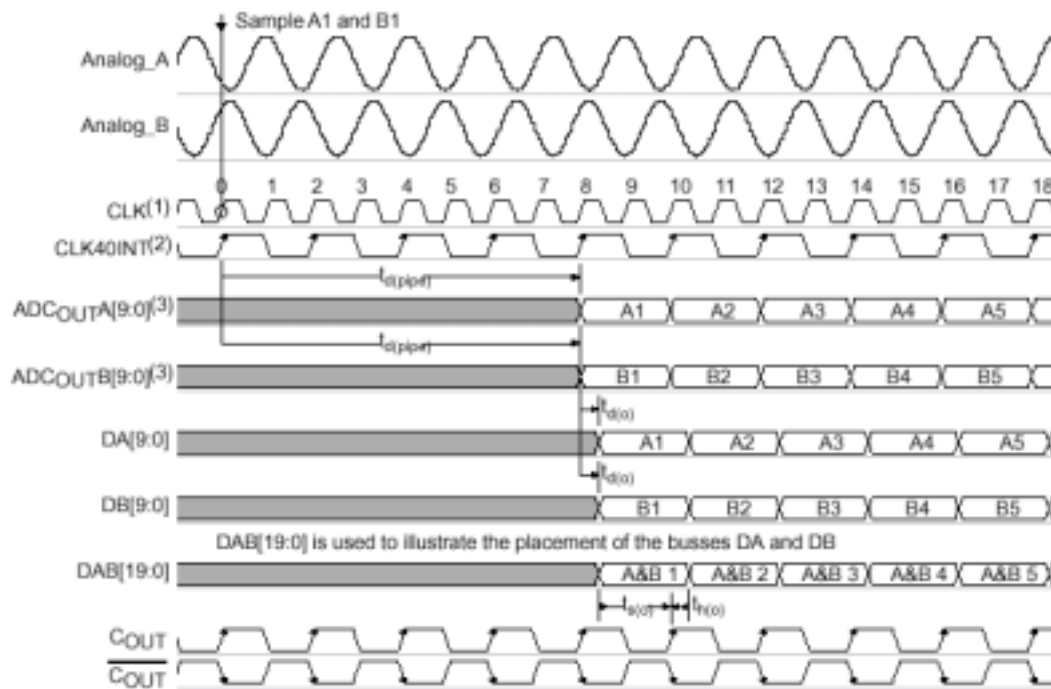 Sample A1 and B1
Analog_A
Analog_B
0 1 2 3 4 5 6 7 8 9 10 11 12 13 14 15 16 17 18
CLK(1)
CLK40INT(2)
td(pipe)
ADCOUTA[9:0](3) A1 A2 A3 A4 A5
td(pipe)
ADCOUTB[9:0](3) B1 B2 B3 B4 B5
td(o)
DA[9:0] A1 A2 A3 A4 A5
td(o)
DB[9:0] B1 B2 B3 B4 B5
DAB[19:0] is used to illustrate the placement of the busses DA and DB
DAB[19:0] A&B 1 A&B 2 A&B 3 A&B 4 A&B 5
ts(o) th(o)
COUT
COUT